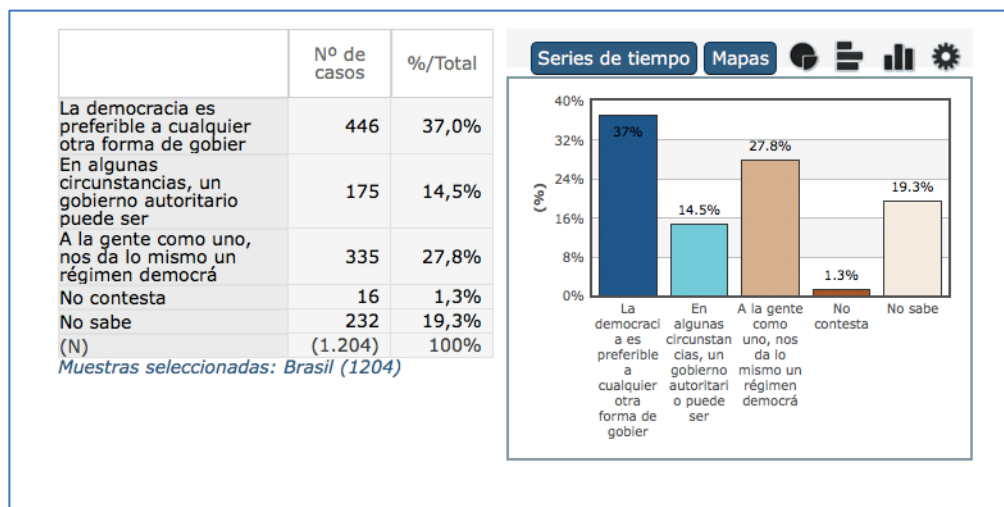 Nº de
casos
%/Total
La democracia es
preferible a cualquier
otra forma de gobier
446
37,0%
En algunas
circunstancias, un
gobierno autoritario
puede ser
175
14,5%
A la gente como uno,
nos da lo mismo un
régimen democrá
335
27,8%
No contesta
16
1,3%
No sabe
232
19,3%
(N)
(1.204)
100%
Muestras seleccionadas: Brasil (1204)
Series de tiempo
Mapas
(%)
40%
32%
24%
16%
8%
0%
37%
14.5%
27.8%
1.3%
19.3%
La
democraci
a es
preferible
a
cualquier
otra
forma de
gobier
En
algunas
circunstan
cias, un
gobierno
autoritari
o puede
ser
A la gente
como
uno, nos
da lo
mismo un
régimen
democrá
No
contesta
No sabe